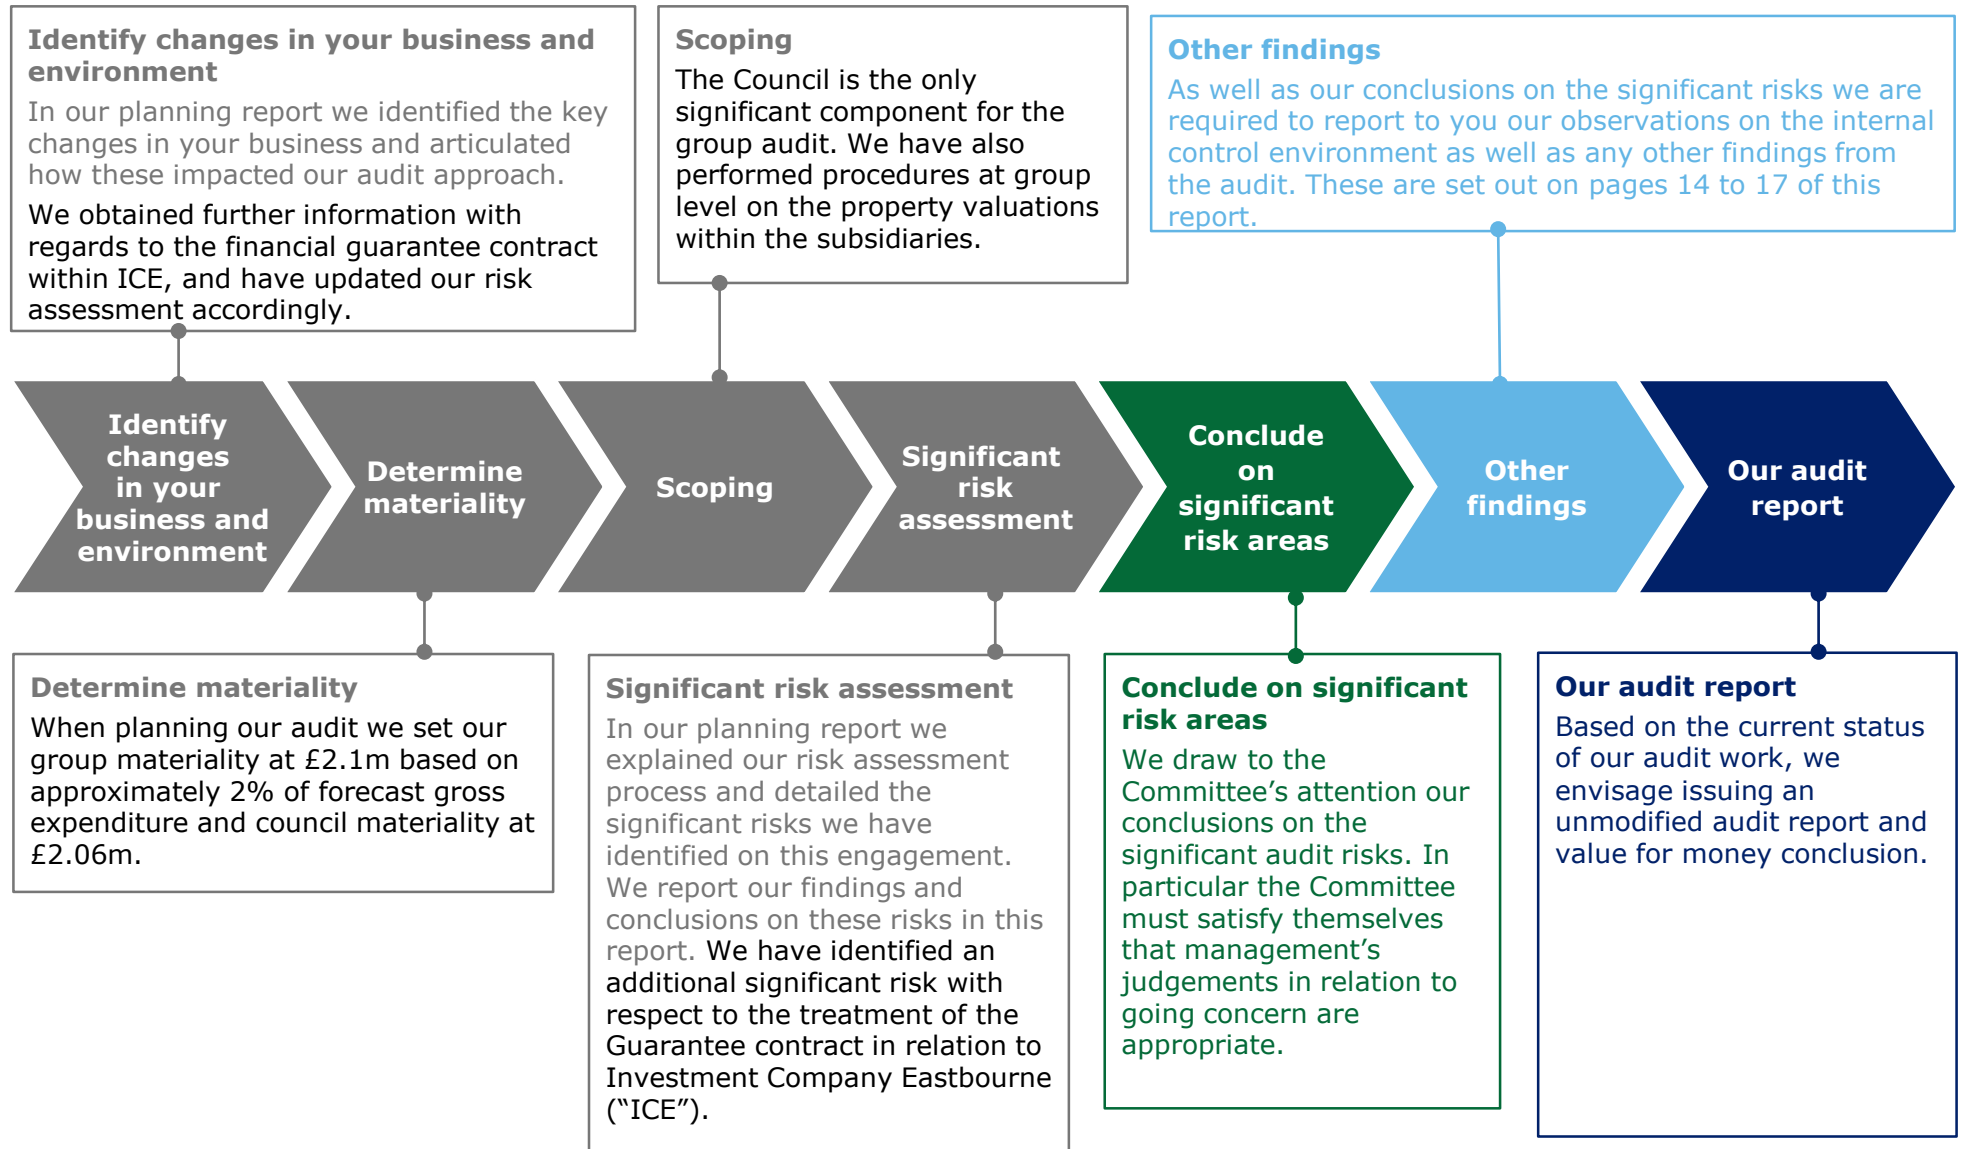 Identify changes in your business and
environment
In our planning report we identified the key
changes in your business and articulated
how these impacted our audit approach.
We obtained further information with
regards to the financial guarantee contract
within ICE, and have updated our risk
assessment accordingly.
Scoping
The Council is the only
significant component for the
group audit. We have also
performed procedures at group
level on the property valuations
within the subsidiaries.
Other findings
As well as our conclusions on the significant risks we are
required to report to you our observations on the internal
control environment as well as any other findings from
the audit. These are set out on pages 14 to 17 of this
report.
Identify
changes
in your
business and
environment
Determine
materiality
Scoping
Significant
risk
assessment
Conclude
on
significant
risk areas
Other
findings
Our audit
report
Determine materiality
When planning our audit we set our
group materiality at £2.1m based on
approximately 2% of forecast gross
expenditure and council materiality at
£2.06m.
Significant risk assessment
In our planning report we
explained our risk assessment
process and detailed the
significant risks we have
identified on this engagement.
We report our findings and
conclusions on these risks in this
report. We have identified an
additional significant risk with
respect to the treatment of the
Guarantee contract in relation to
Investment Company Eastbourne
(“ICE”).
Conclude on significant
risk areas
We draw to the
Committee’s attention our
conclusions on the
significant audit risks. In
particular the Committee
must satisfy themselves
that management’s
judgements in relation to
going concern are
appropriate.
Our audit report
Based on the current status
of our audit work, we
envisage issuing an
unmodified audit report and
value for money conclusion.